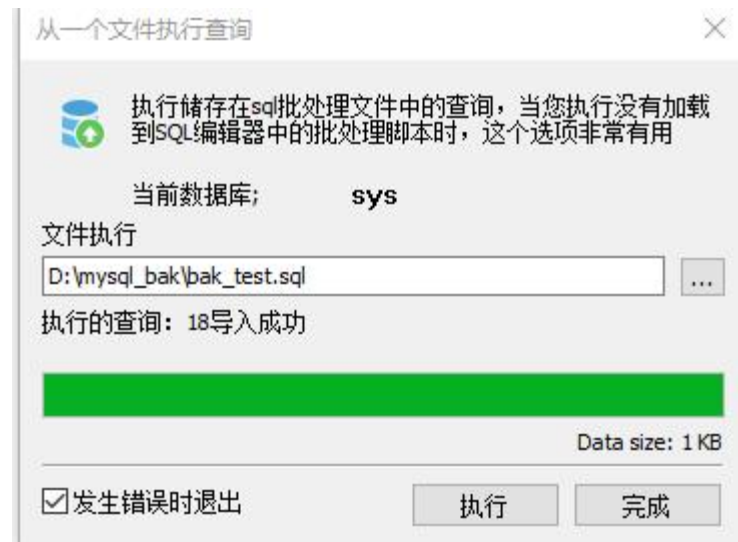 从一个文件执行查询
执行储存在sql批处理文件中的查询，当您执行没有加载
到SQL编辑器中的批处理脚本时，这个选项非常有用
当前数据库; sys
文件执行
D:\mysql_bak\bak_test.sql ...
执行的查询：18导入成功
Data size: 1 KB
发生错误时退出 执行 完成